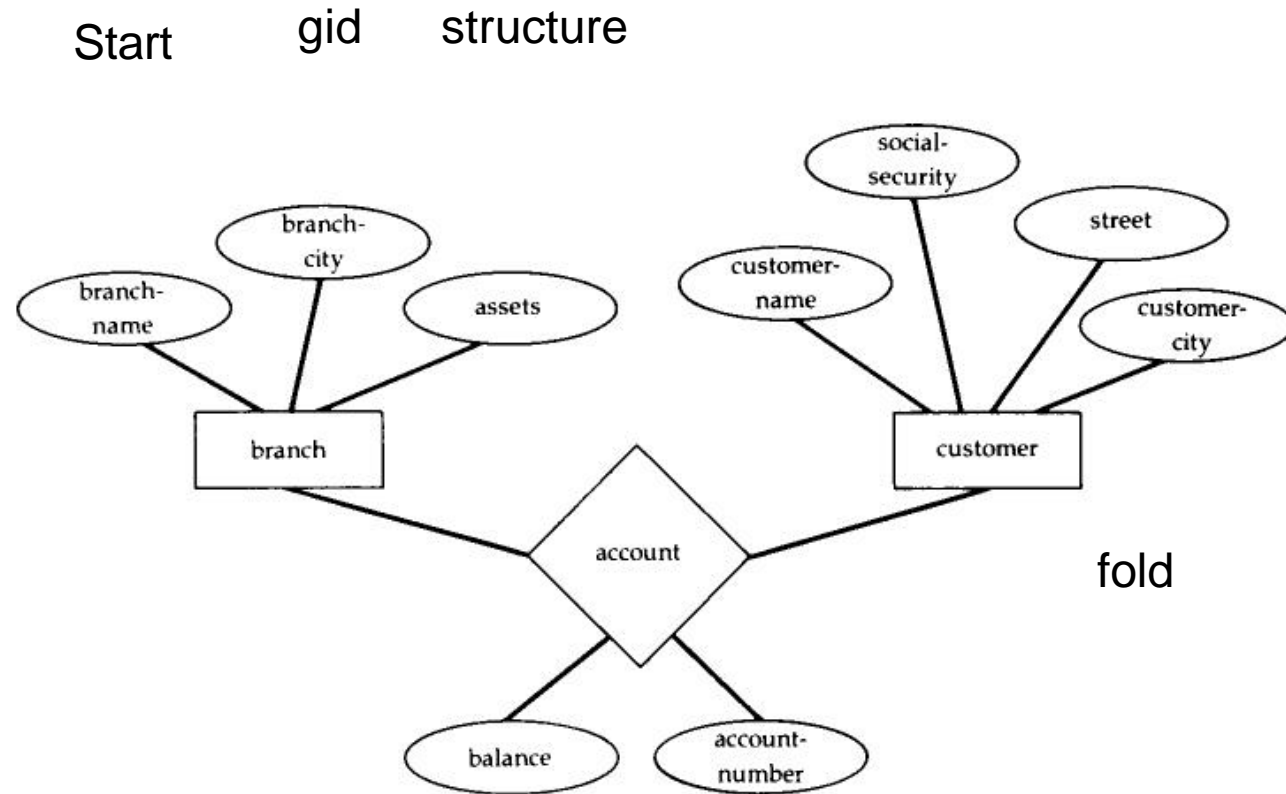 Start gid structure
social-
security
branch-
city
street
customer-
name
branch-
name
assets
customer-
city
branch
customer
account
fold
balance
account-
number